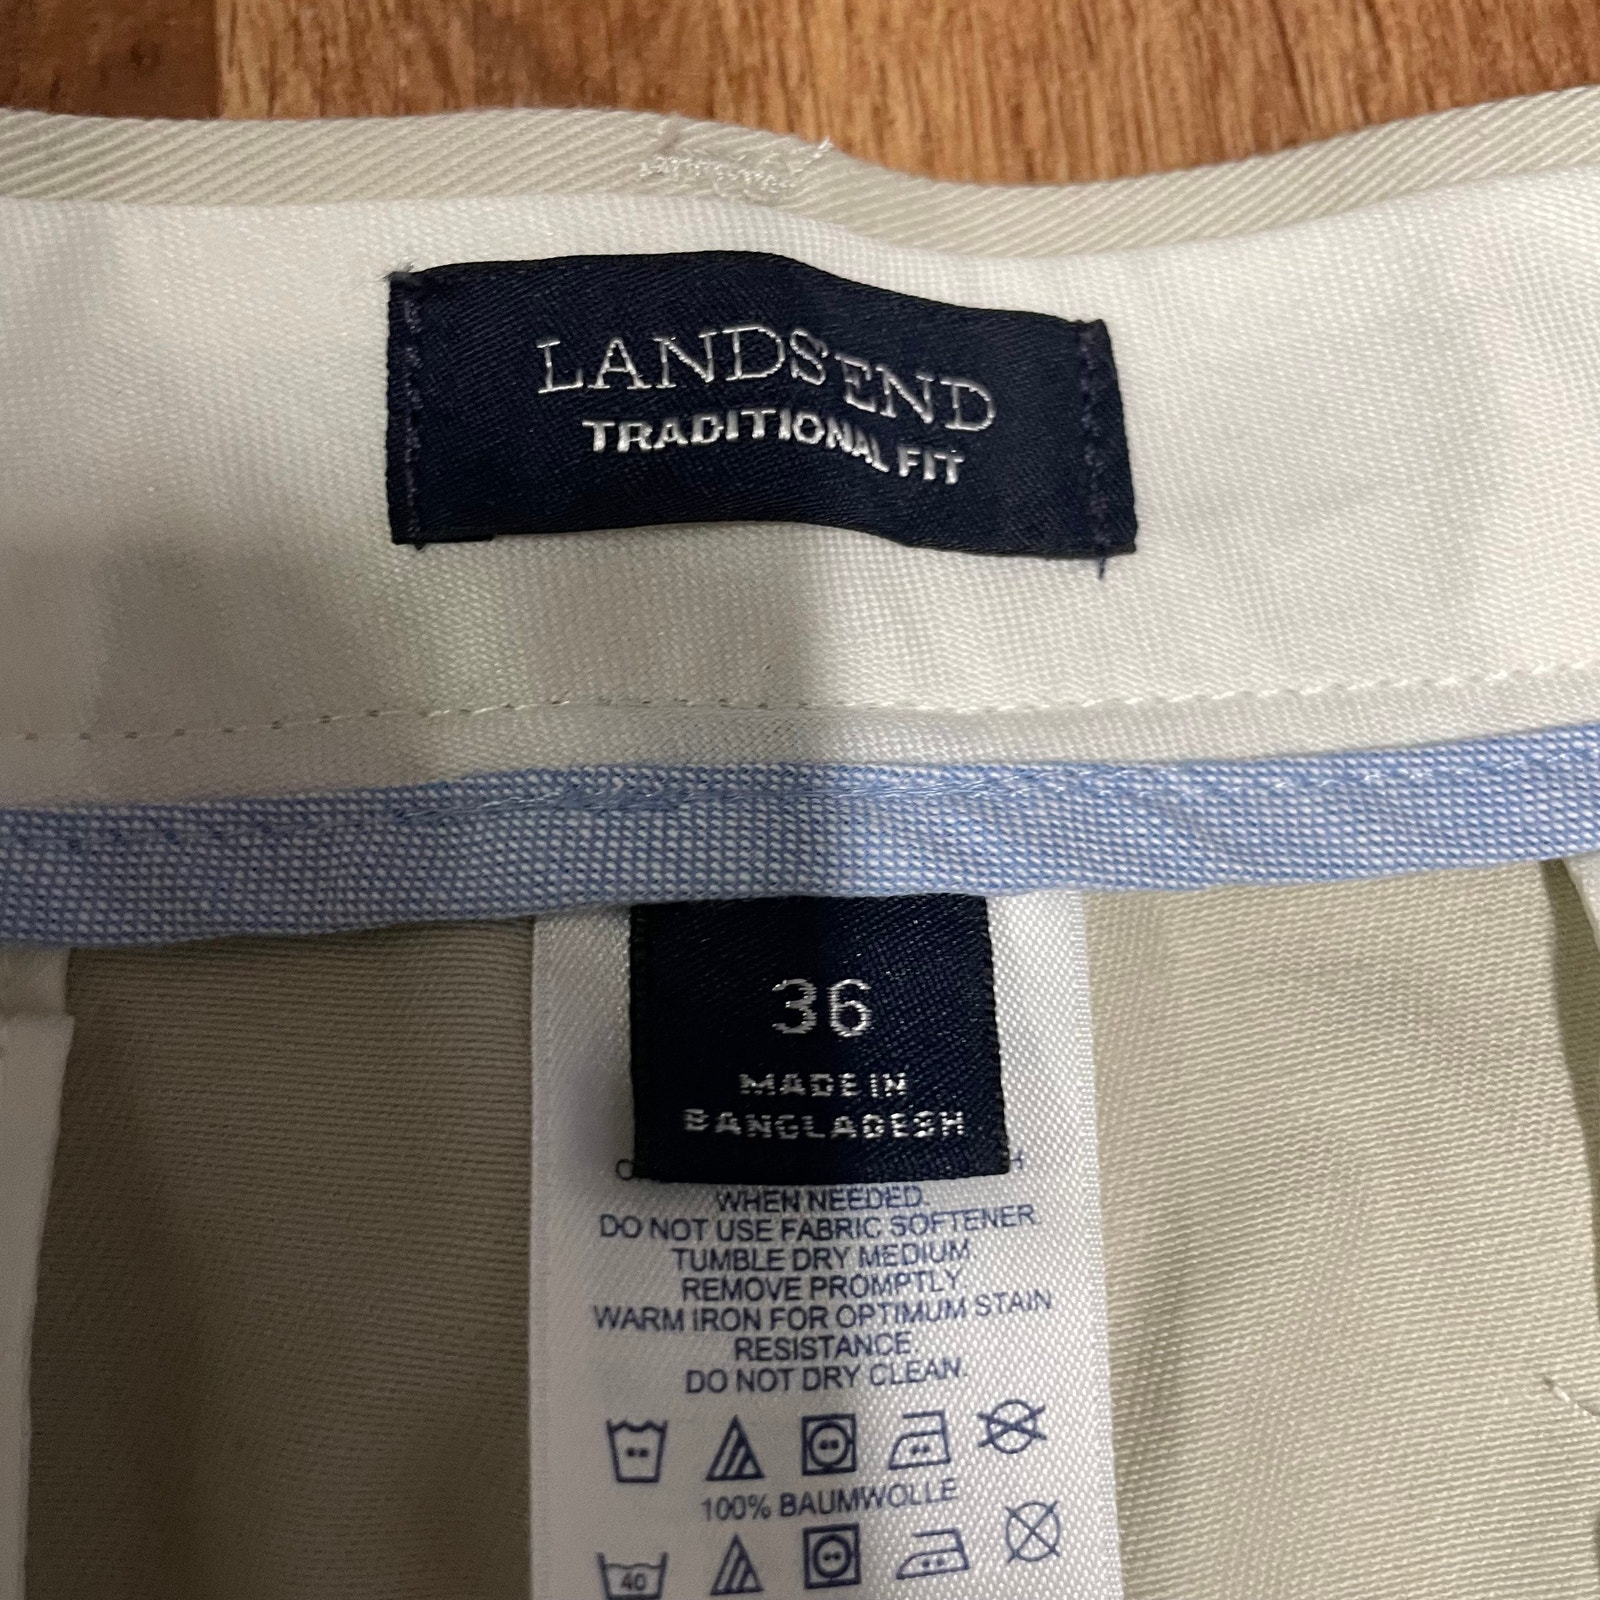 LANDS'END
TRADITIONAL FIT
36
MADE IN
BANGLADESH
WHEN NEEDED.
DO NOT USE FABRIC SOFTENER.
TUMBLE DRY MEDIUM.
REMOVE PROMPTLY.
WARM IRON FOR OPTIMUM STAIN
RESISTANCE.
DO NOT DRY CLEAN.
100% BAUMWOLLE
40